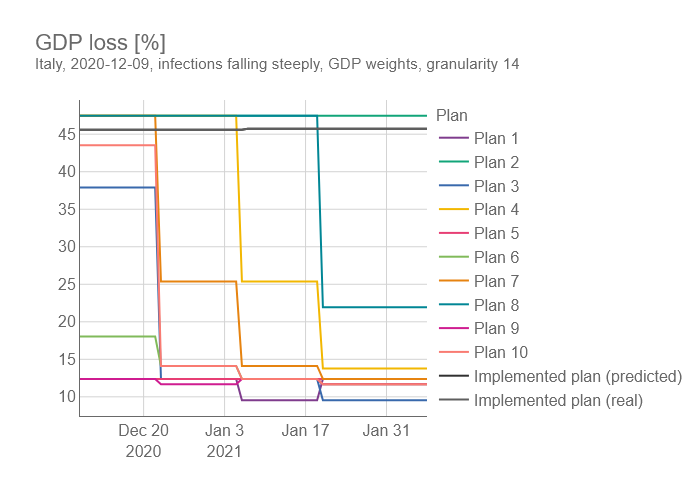 GDP loss [%]
Italy, 2020-12-09, infections falling steeply, GDP weights, granularity 14
Plan
45
40
35
30
25
20
15
10
Plan 1
Plan 2
Plan 3
Plan 4
Plan 5
Plan 6
Plan 7
Plan 8
Plan 9
Plan 10
Implemented plan (predicted)
Implemented plan (real)
Dec 20 Jan 3 Jan 17 Jan 31
2020 2021